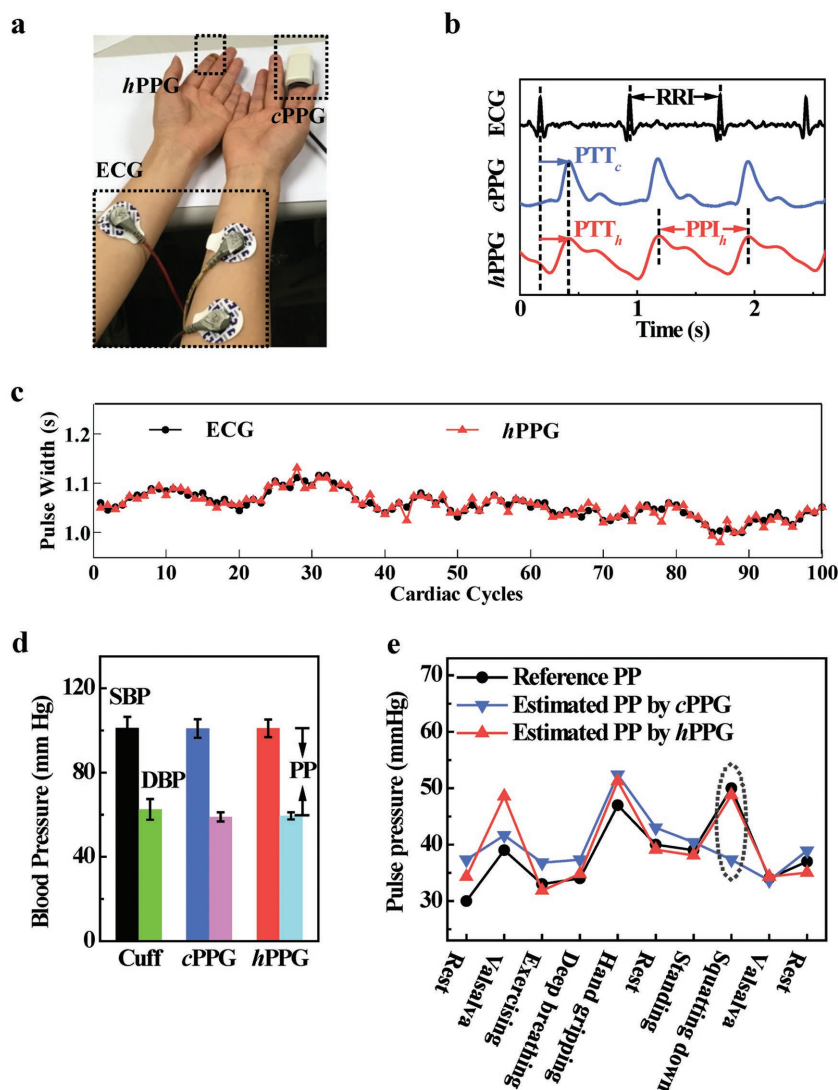 a
hPPG
cPPG
ECG
b
ECG
cPPG
hPPG
RRI
PTTc
PTTh
PPIh
0 1 2
Time (s)
c
Pulse Width (s)
1.2
1.1
1.0
ECG
hPPG
0 10 20 30 40 50 60 70 80 90 100
Cardiac Cycles
d
Blood Pressure (mm Hg)
120
80
40
0
SBP
DBP
PP
Cuff cPPG hPPG
e
Pulse pressure (mmHg)
70
60
50
40
30
Reference PP
Estimated PP by cPPG
Estimated PP by hPPG
Rest
Valsalva
Exercising
Deep breathing
Hand gripping
Rest
Standing
Squatting down
Valsalva
Rest